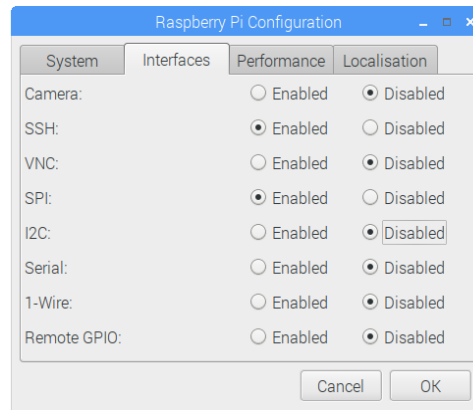 Raspberry Pi Configuration
System Interfaces Performance Localisation
Camera: Enabled Disabled
SSH: Enabled Disabled
VNC: Enabled Disabled
SPI: Enabled Disabled
I2C: Enabled Disabled
Serial: Enabled Disabled
1-Wire: Enabled Disabled
Remote GPIO: Enabled Disabled
Cancel OK